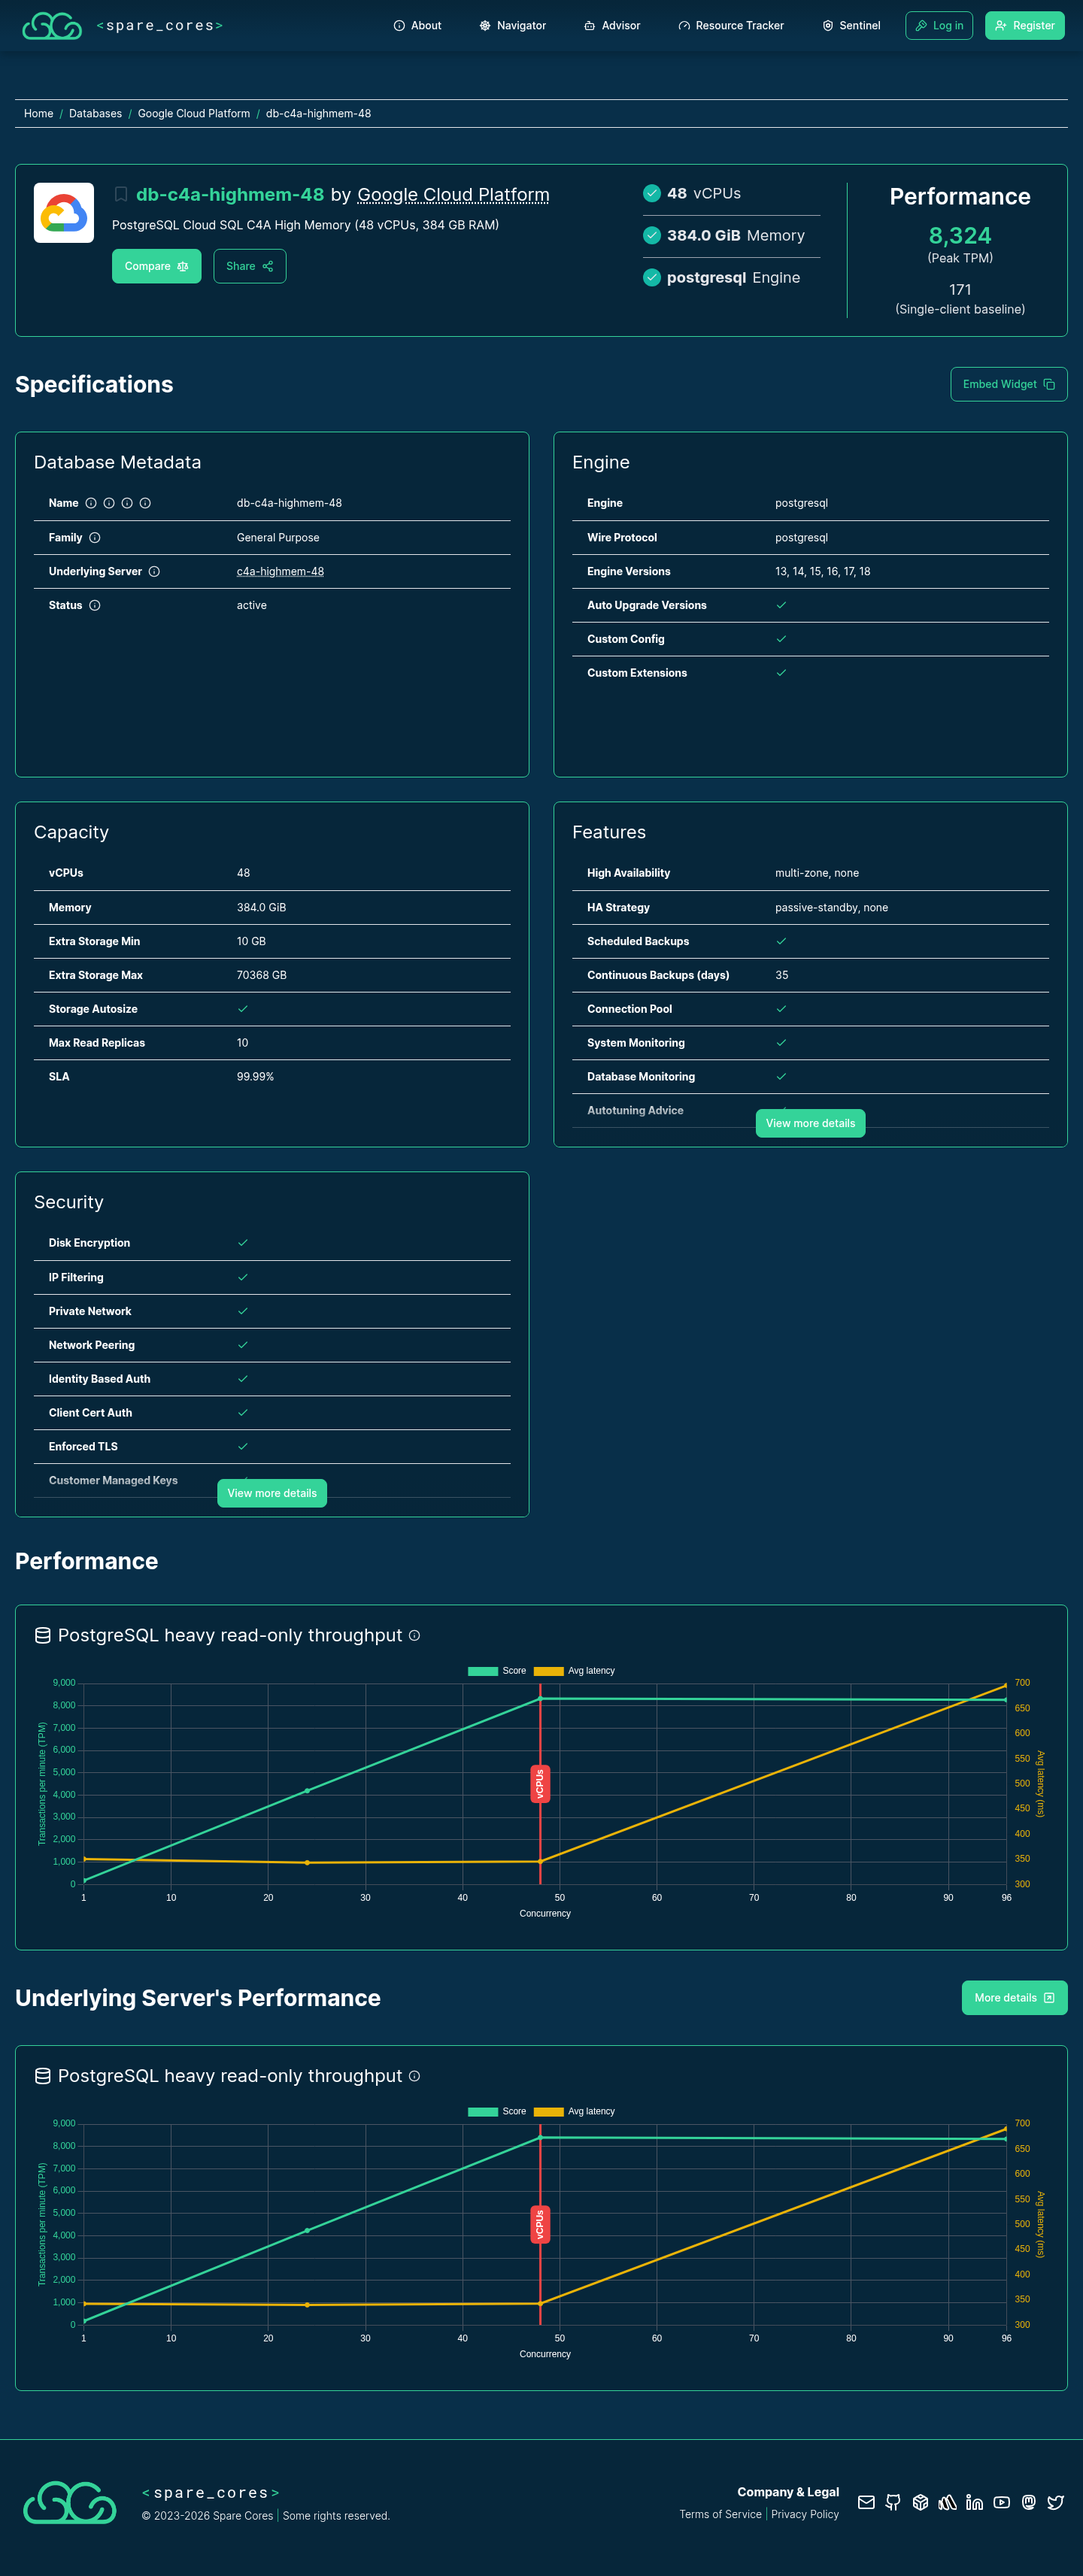 <spare_cores>
About
Navigator
Advisor
Resource Tracker
Sentinel
Log in
Register
Home / Databases / Google Cloud Platform / db-c4a-highmem-48
db-c4a-highmem-48 by Google Cloud Platform
PostgreSQL Cloud SQL C4A High Memory (48 vCPUs, 384 GB RAM)
Compare
Share
48 vCPUs
384.0 GiB Memory
postgresql Engine
Performance
8,324
(Peak TPM)
171
(Single-client baseline)
Specifications
Embed Widget
Database Metadata
Name db-c4a-highmem-48
Family General Purpose
Underlying Server c4a-highmem-48
Status active
Engine
Engine postgresql
Wire Protocol postgresql
Engine Versions 13, 14, 15, 16, 17, 18
Auto Upgrade Versions
Custom Config
Custom Extensions
Capacity
vCPUs 48
Memory 384.0 GiB
Extra Storage Min 10 GB
Extra Storage Max 70368 GB
Storage Autosize
Max Read Replicas 10
SLA 99.99%
Features
High Availability multi-zone, none
HA Strategy passive-standby, none
Scheduled Backups
Continuous Backups (days) 35
Connection Pool
System Monitoring
Database Monitoring
Autotuning Advice
View more details
Security
Disk Encryption
IP Filtering
Private Network
Network Peering
Identity Based Auth
Client Cert Auth
Enforced TLS
Customer Managed Keys
View more details
Performance
PostgreSQL heavy read-only throughput
Score Avg latency
Transactions per minute (TPM)
9,000
8,000
7,000
6,000
5,000
4,000
3,000
2,000
1,000
0
vCPUs
700
650
600
550
500
450
400
350
300
Avg latency (ms)
1 10 20 30 40 50 60 70 80 90 96
Concurrency
Underlying Server's Performance
More details
PostgreSQL heavy read-only throughput
Score Avg latency
Transactions per minute (TPM)
9,000
8,000
7,000
6,000
5,000
4,000
3,000
2,000
1,000
0
vCPUs
700
650
600
550
500
450
400
350
300
Avg latency (ms)
1 10 20 30 40 50 60 70 80 90 96
Concurrency
<spare_cores>
© 2023-2026 Spare Cores | Some rights reserved.
Company & Legal
Terms of Service | Privacy Policy